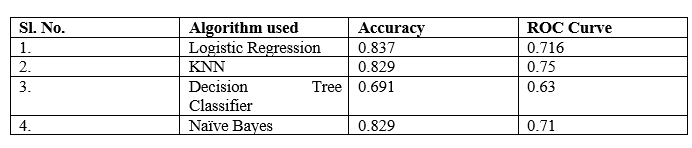 Sl. No. Algorithm used Accuracy ROC Curve
1. Logistic Regression 0.837 0.716
2. KNN 0.829 0.75
3. Decision Tree 0.691 0.63
Classifier
4. Naïve Bayes 0.829 0.71